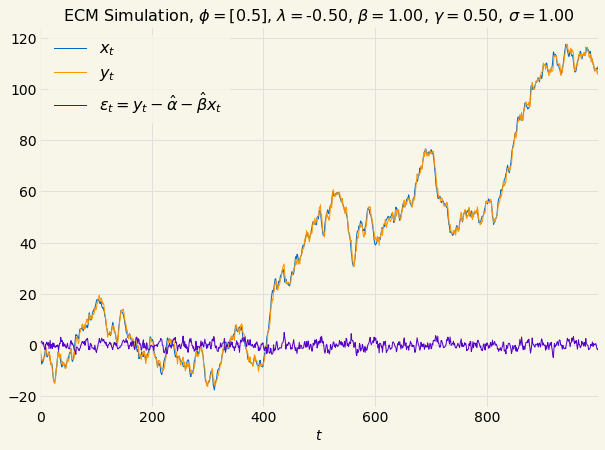 ECM Simulation, ϕ = [0.5], λ = -0.50, β = 1.00, γ = 0.50, σ = 1.00
120
100
80
60
40
20
0
−20
x_t
y_t
ε_t = y_t − α̂ − β̂x_t
0 200 400 600 800
t